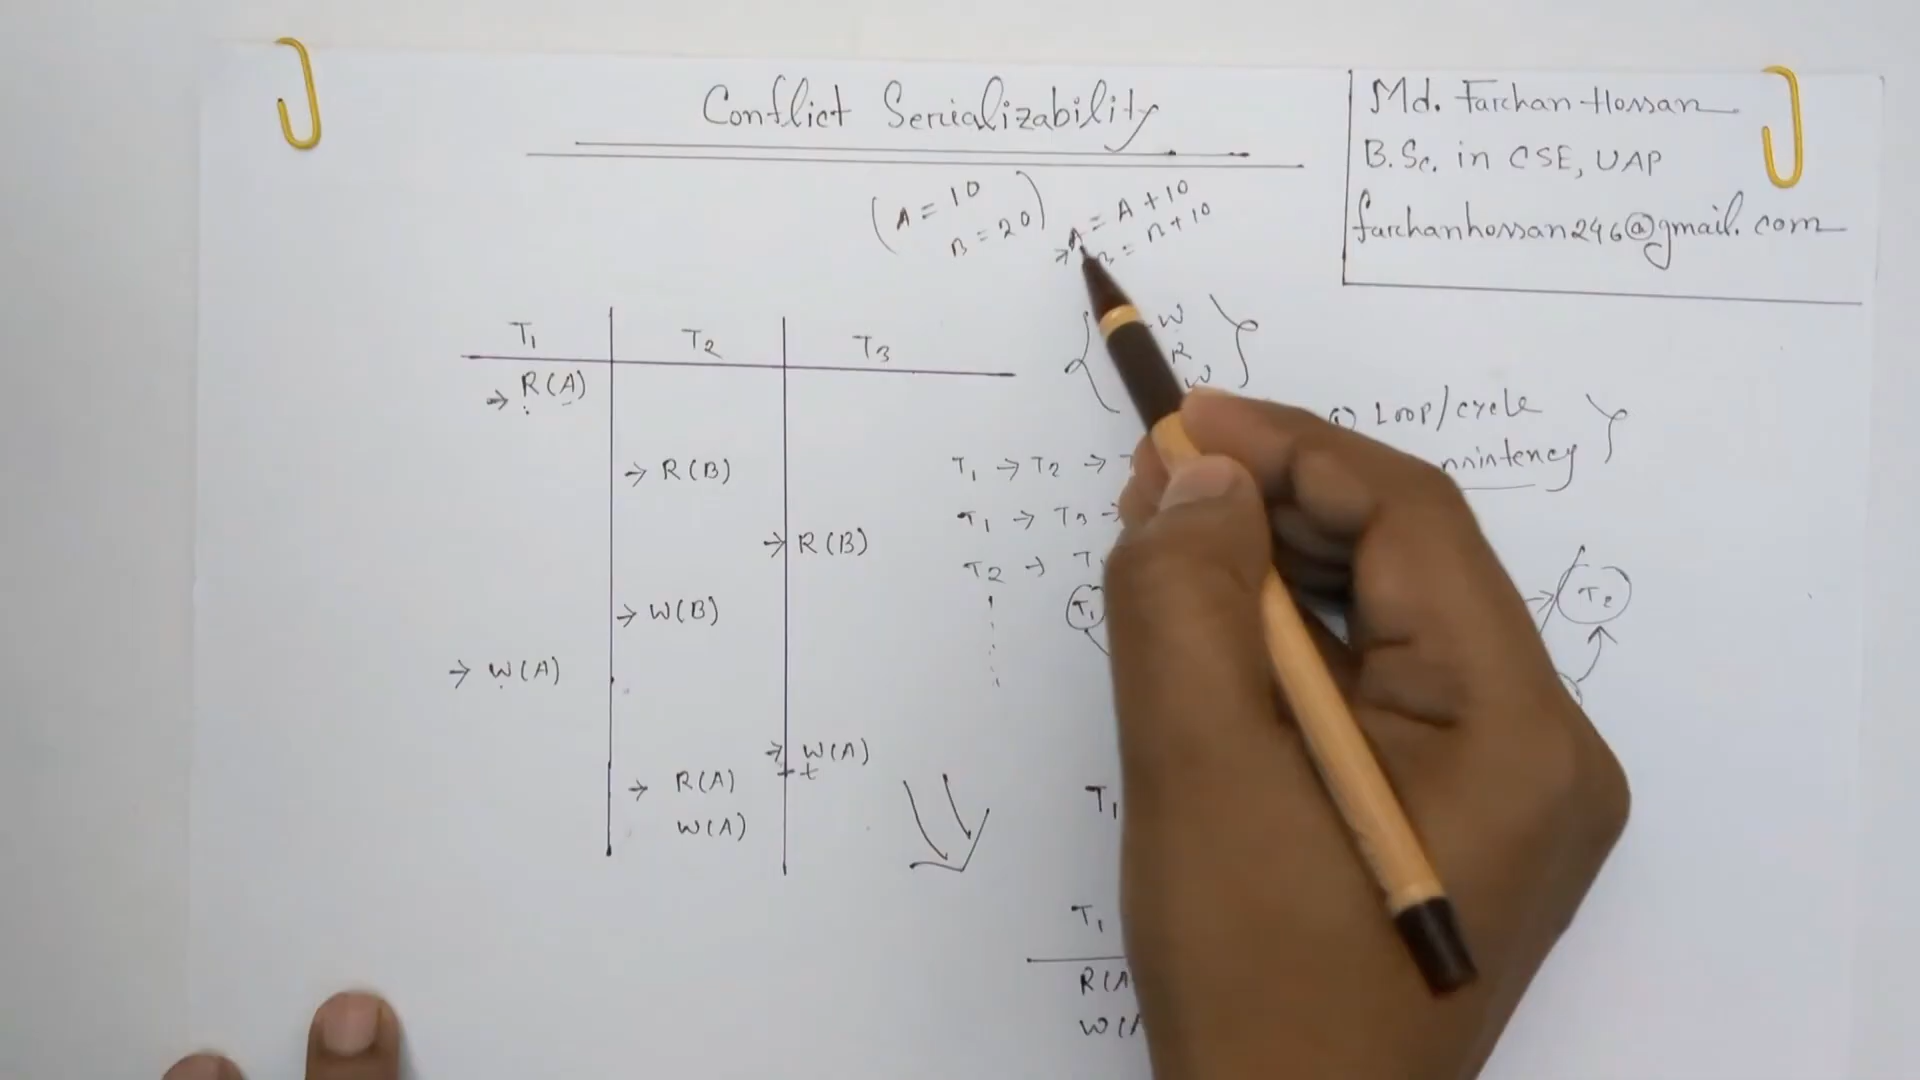 Conflict Serializability
Md. Farhan Hossan
B.Sc. in CSE, UAP
farhanhossan246@gmail.com
(A = 10
B = 20)
A = A + 10
→ B = B + 10
T1 T2 T3
→ R(A)
→ R(B)
→ R(B)
→ W(B)
→ W(A)
→ W(A)
→ R(A)
W(A)
W
R
W
Loop/cycle
T1 → T2 →
T1 → T3 →
T2 →
T1
T2
T1
T1
R(A
W(A